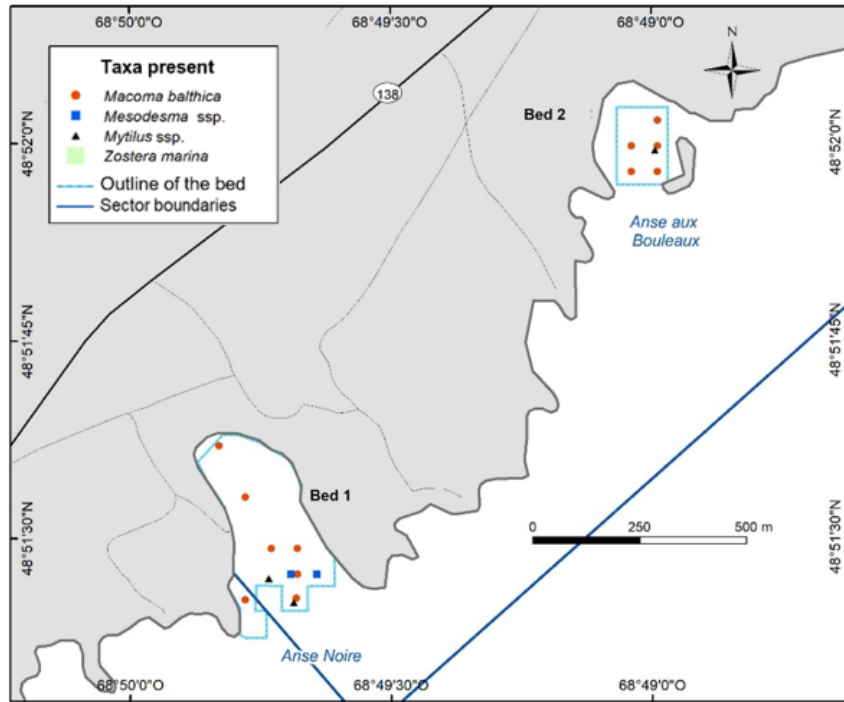 68°50'0"O 68°49'30"O 68°49'0"O
Taxa present
Macoma balthica
Mesodesma ssp.
Mytilus ssp.
Zostera marina
Outline of the bed
Sector boundaries
138
N
Bed 2
48°52'0"N
48°52'0"N
Anse aux
Bouleaux
48°51'45"N
48°51'45"N
Bed 1
48°51'30"N
48°51'30"N
0 250 500 m
Anse Noire
68°50'0"O 68°49'30"O 68°49'0"O